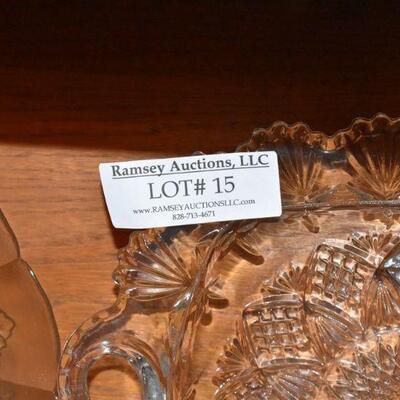 Ramsey Auctions, LLC
LOT# 15
www.RAMSEYAUCTIONSLLC.com
828-713-4671